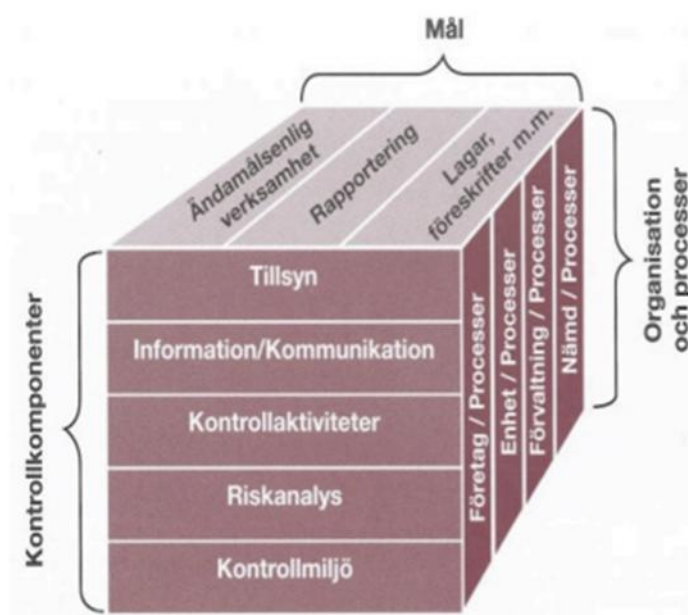 Mål
Ändamålsenlig
verksamhet
Rapportering
Lagar,
föreskrifter m.m.
Kontrollkomponenter
Tillsyn
Information/Kommunikation
Kontrollaktiviteter
Riskanalys
Kontrollmiljö
Företag / Processer
Enhet / Processer
Förvaltning / Processer
Nämd / Processer
Organisation
och processer